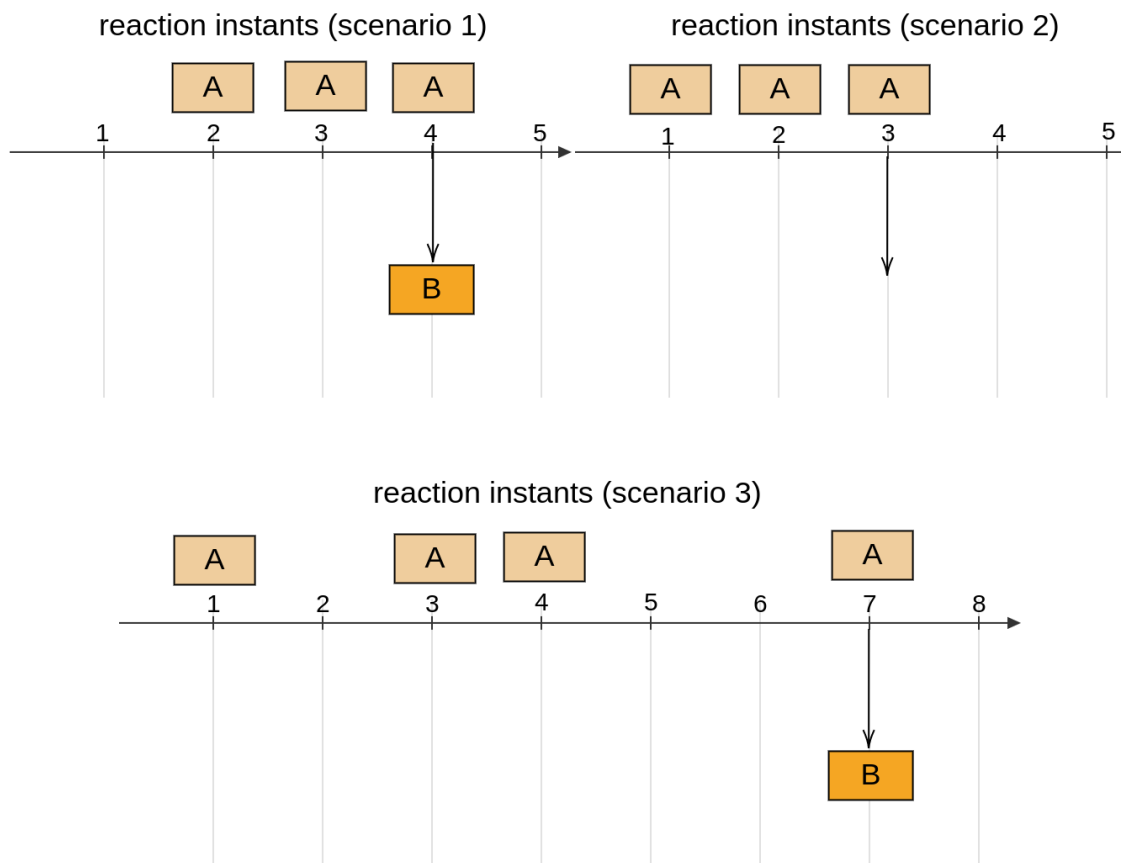 reaction instants (scenario 1)
A A A
1 2 3 4 5
B
reaction instants (scenario 2)
A A A
1 2 3 4 5
reaction instants (scenario 3)
A A A A
1 2 3 4 5 6 7 8
B